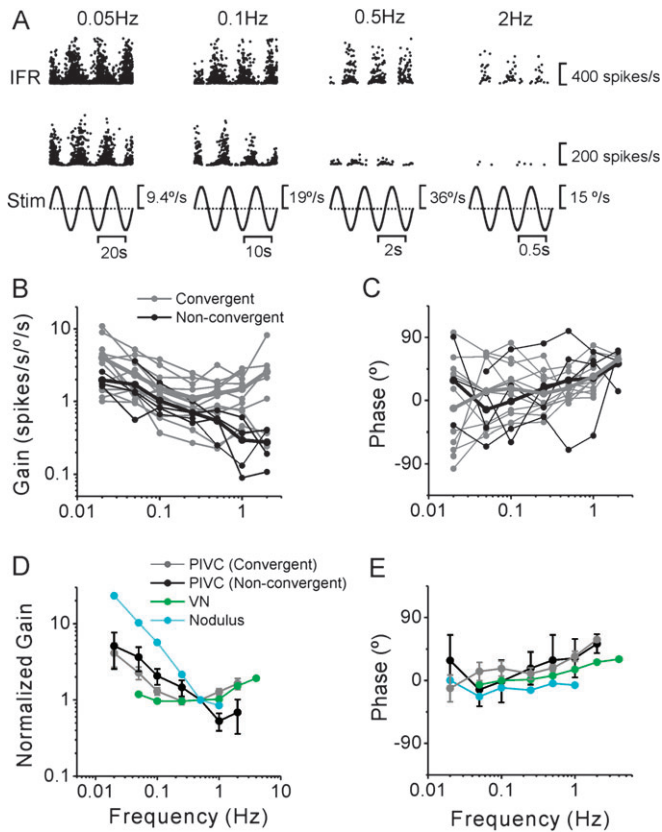 A 0.05Hz 0.1Hz 0.5Hz 2Hz
IFR 400 spikes/s
200 spikes/s
Stim 9.4º/s 19º/s 36º/s 15 º/s
20s 10s 2s 0.5s
B Convergent
Non-convergent
Gain (spikes/s/º/s)
10
1
0.1
0.01 0.1 1
C
Phase (º)
90
0
-90
0.01 0.1 1
D PIVC (Convergent)
PIVC (Non-convergent)
VN
Nodulus
Normalized Gain
10
1
0.1
0.01 0.1 1 10
Frequency (Hz)
E
Phase (º)
90
0
-90
0.01 0.1 1
Frequency (Hz)